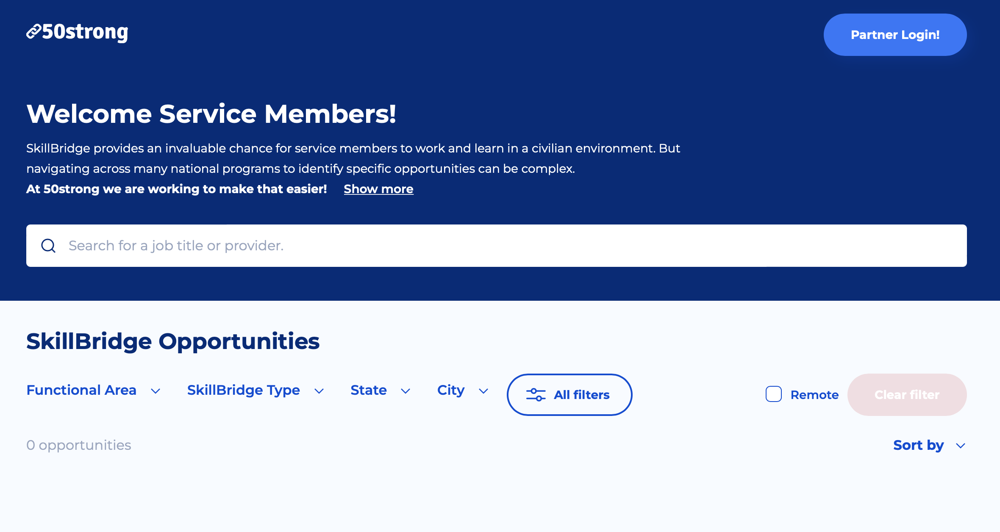 50strong
Partner Login!
Welcome Service Members!
SkillBridge provides an invaluable chance for service members to work and learn in a civilian environment. But
navigating across many national programs to identify specific opportunities can be complex.
At 50strong we are working to make that easier! Show more
Search for a job title or provider.
SkillBridge Opportunities
Functional Area SkillBridge Type State City All filters Remote Clear filter
0 opportunities Sort by